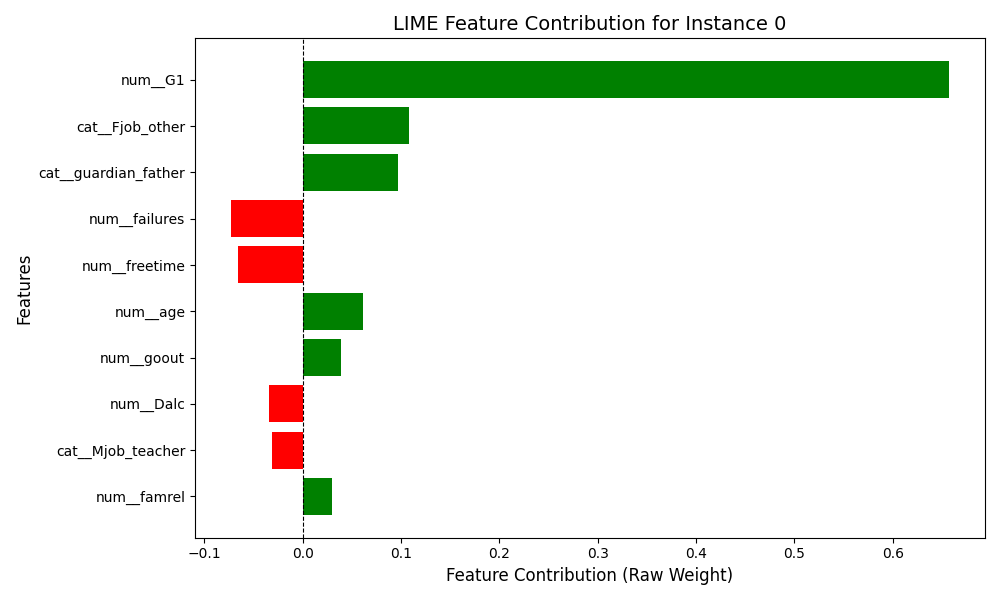 LIME Feature Contribution for Instance 0
num__G1
cat__Fjob_other
cat__guardian_father
num__failures
num__freetime
num__age
num__goout
num__Dalc
cat__Mjob_teacher
num__famrel
Features
−0.1 0.0 0.1 0.2 0.3 0.4 0.5 0.6
Feature Contribution (Raw Weight)